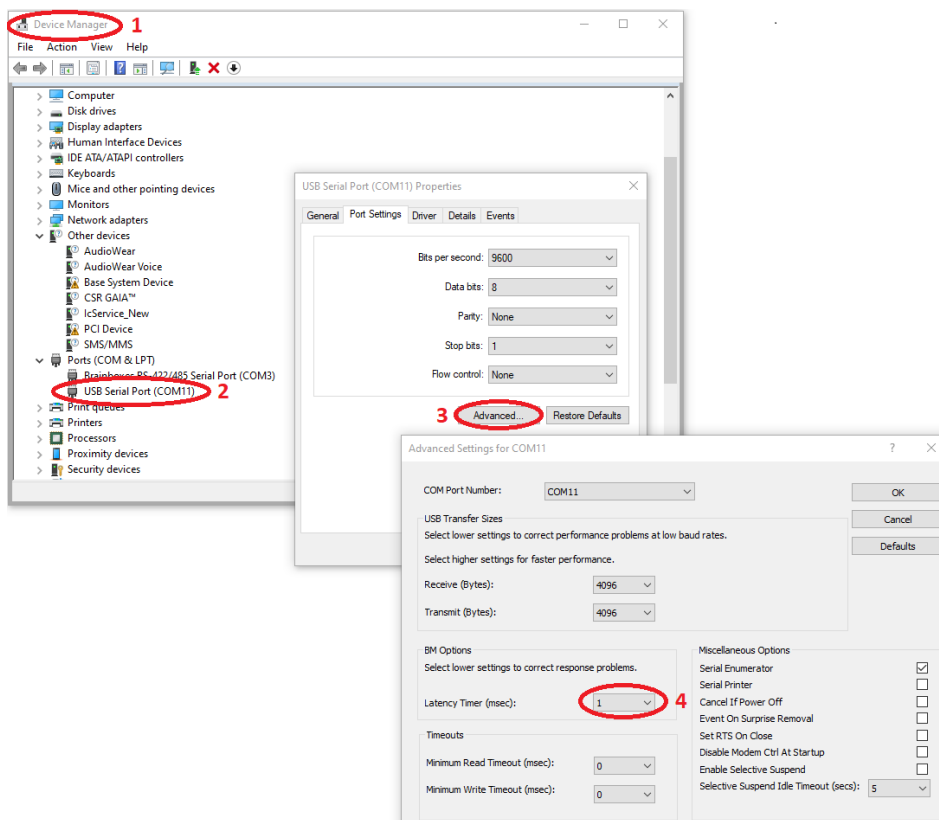 Device Manager 1
File Action View Help
Computer
Disk drives
Display adapters
Human Interface Devices
IDE ATA/ATAPI controllers
Keyboards
Mice and other pointing devices
Monitors
Network adapters
Other devices
AudioWear
AudioWear Voice
Base System Device
CSR GAIA™
IcService_New
PCI Device
SMS/MMS
Ports (COM & LPT)
Brainboxes RS-422/485 Serial Port (COM3)
USB Serial Port (COM11) 2
Print queues
Printers
Processors
Proximity devices
Security devices
USB Serial Port (COM11) Properties
General Port Settings Driver Details Events
Bits per second: 9600
Data bits: 8
Parity: None
Stop bits: 1
Flow control: None
3 Advanced... Restore Defaults
Advanced Settings for COM11 ?
COM Port Number: COM11
OK
Cancel
Defaults
USB Transfer Sizes
Select lower settings to correct performance problems at low baud rates.
Select higher settings for faster performance.
Receive (Bytes): 4096
Transmit (Bytes): 4096
BM Options
Select lower settings to correct response problems.
Latency Timer (msec): 1 4
Timeouts
Minimum Read Timeout (msec): 0
Minimum Write Timeout (msec): 0
Miscellaneous Options
Serial Enumerator
Serial Printer
Cancel If Power Off
Event On Surprise Removal
Set RTS On Close
Disable Modem Ctrl At Startup
Enable Selective Suspend
Selective Suspend Idle Timeout (secs): 5